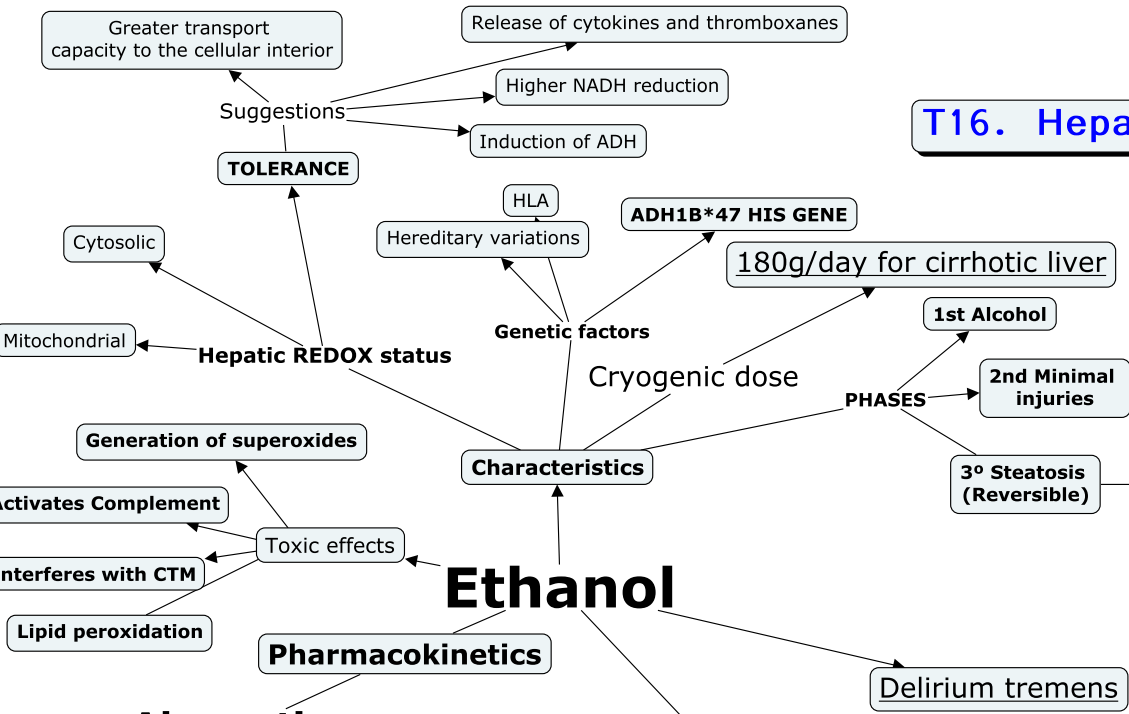 Greater transport
capacity to the cellular interior
Release of cytokines and thromboxanes
Higher NADH reduction
Suggestions
T16. Hepa
Induction of ADH
TOLERANCE
HLA
ADH1B*47 HIS GENE
Cytosolic
Hereditary variations
180g/day for cirrhotic liver
1st Alcohol
Genetic factors
Mitochondrial
Hepatic REDOX status
Cryogenic dose
2nd Minimal
injuries
PHASES
Generation of superoxides
Characteristics
3º Steatosis
(Reversible)
Activates Complement
Toxic effects
nterferes with CTM
Ethanol
Lipid peroxidation
Pharmacokinetics
Delirium tremens